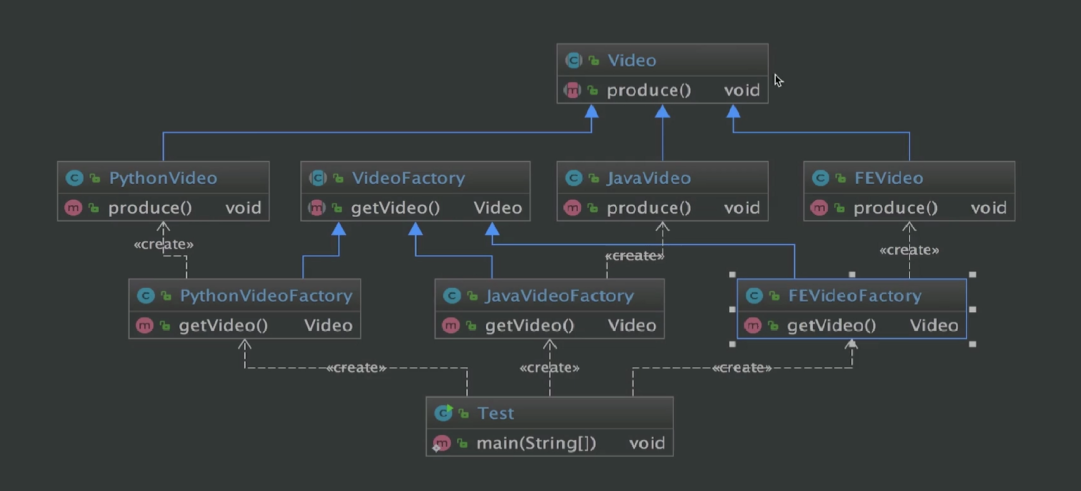 Video
produce() void
PythonVideo
produce() void
VideoFactory
getVideo() Video
JavaVideo
produce() void
FEVideo
produce() void
«create»
«create»
«create»
PythonVideoFactory
getVideo() Video
JavaVideoFactory
getVideo() Video
FEVideoFactory
getVideo() Video
«create»
«create»
«create»
Test
main(String[]) void